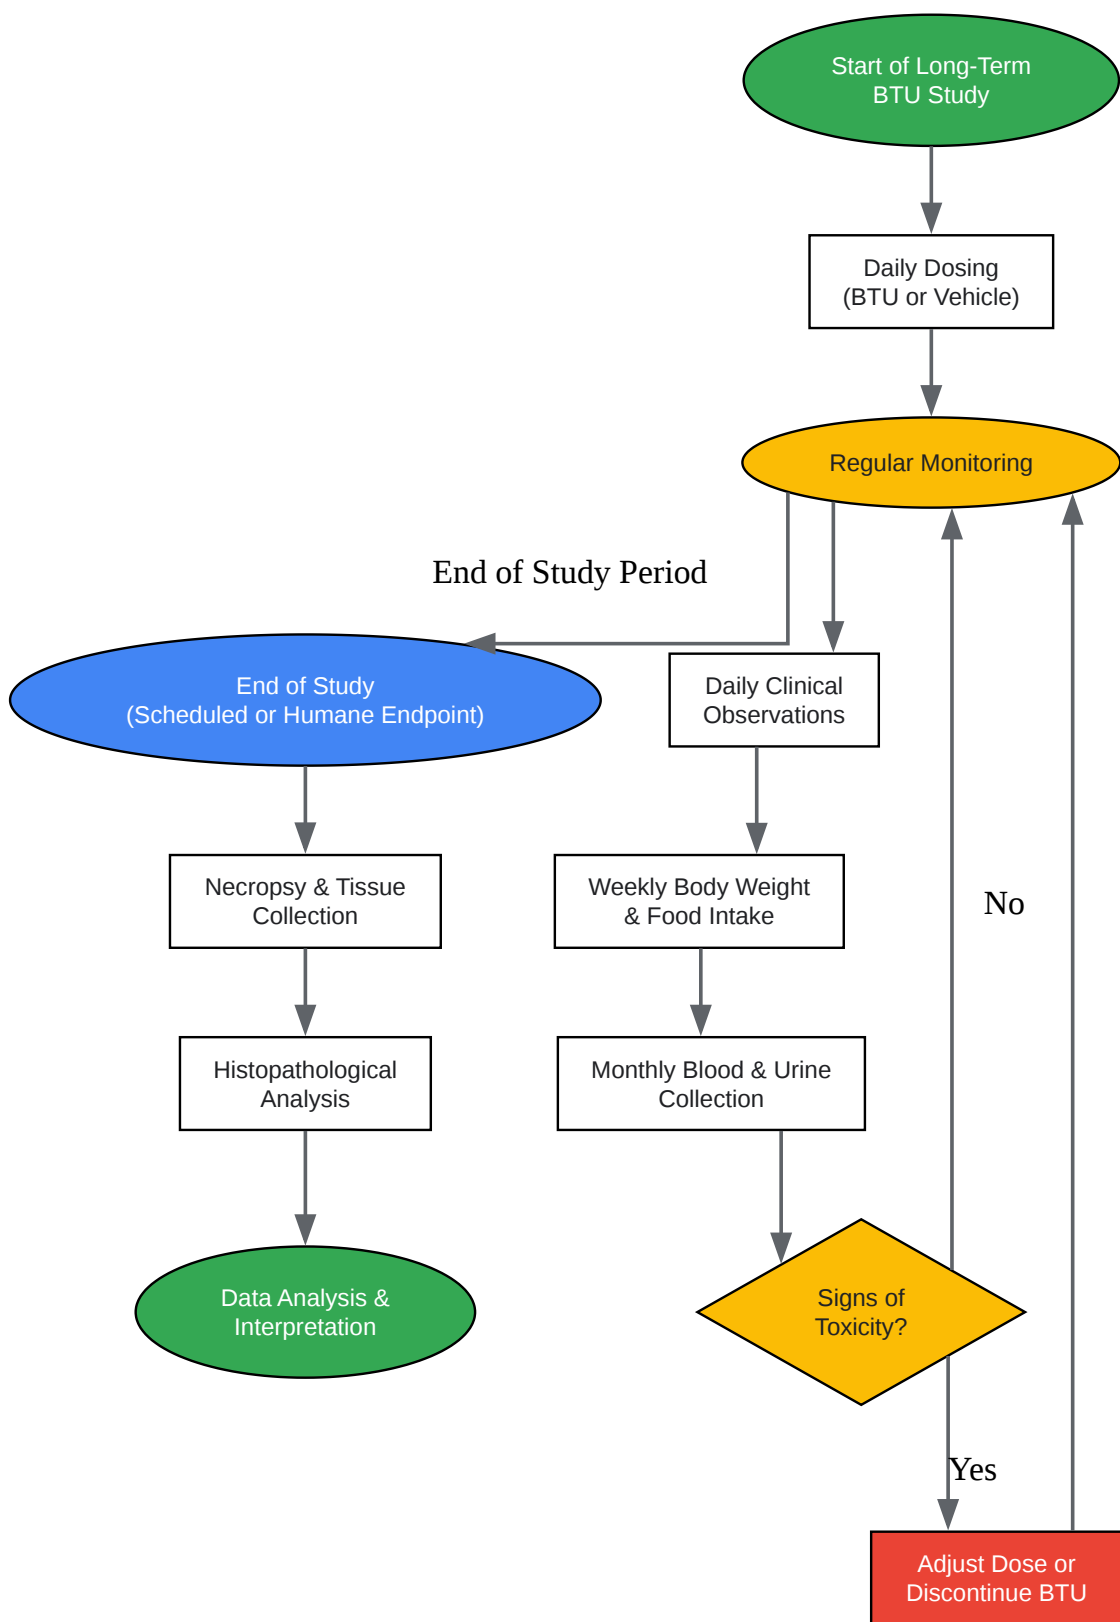 Start of Long-Term
BTU Study
Daily Dosing
(BTU or Vehicle)
Regular Monitoring
End of Study Period
End of Study
(Scheduled or Humane Endpoint)
Daily Clinical
Observations
Necropsy & Tissue
Collection
Weekly Body Weight
& Food Intake
No
Histopathological
Analysis
Monthly Blood & Urine
Collection
Data Analysis &
Interpretation
Signs of
Toxicity?
Yes
Adjust Dose or
Discontinue BTU